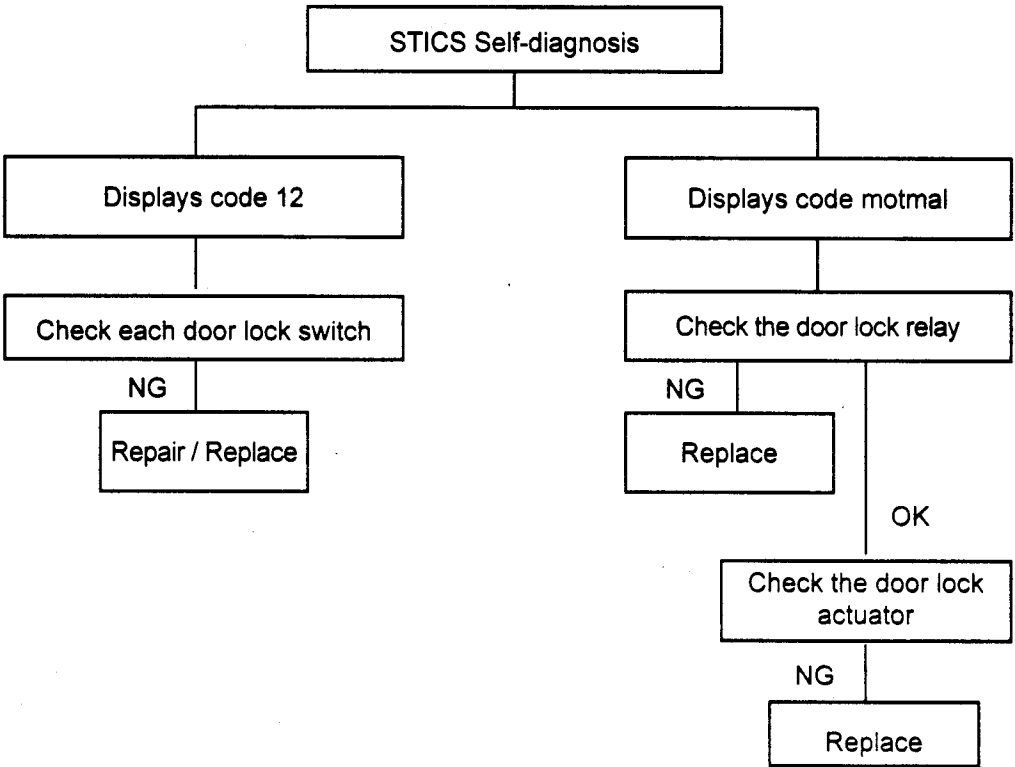 STICS Self-diagnosis
Displays code 12
Displays code motmal
Check each door lock switch
Check the door lock relay
NG
NG
Repair / Replace
Replace
OK
Check the door lock
actuator
NG
Replace